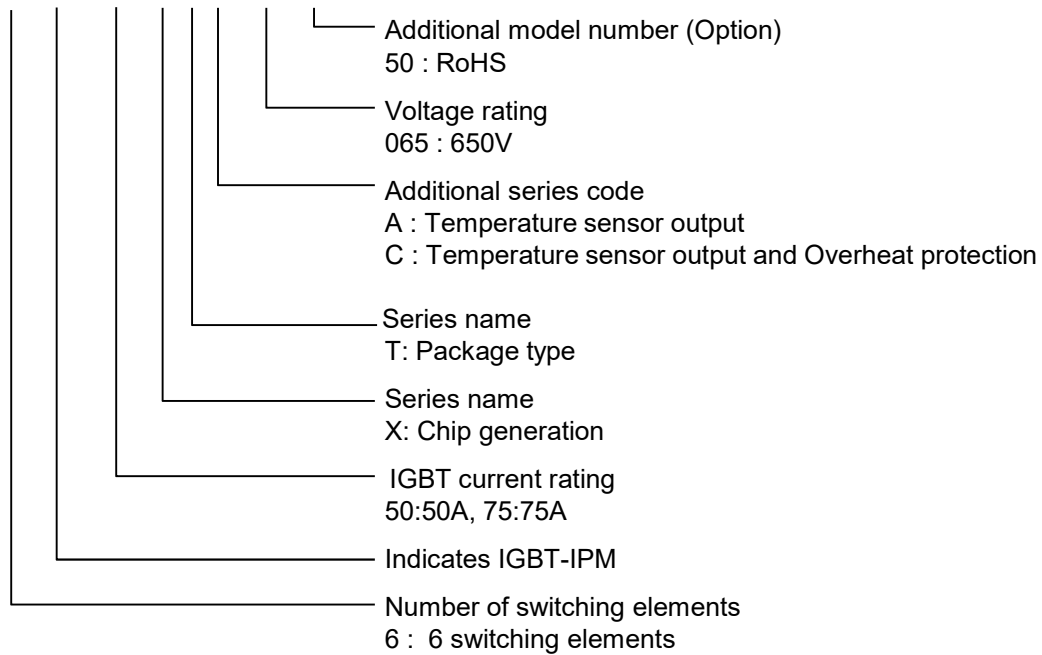 Additional model number (Option)
50 : RoHS
Voltage rating
065 : 650V
Additional series code
A : Temperature sensor output
C : Temperature sensor output and Overheat protection
Series name
T: Package type
Series name
X: Chip generation
IGBT current rating
50:50A, 75:75A
Indicates IGBT-IPM
Number of switching elements
6 : 6 switching elements